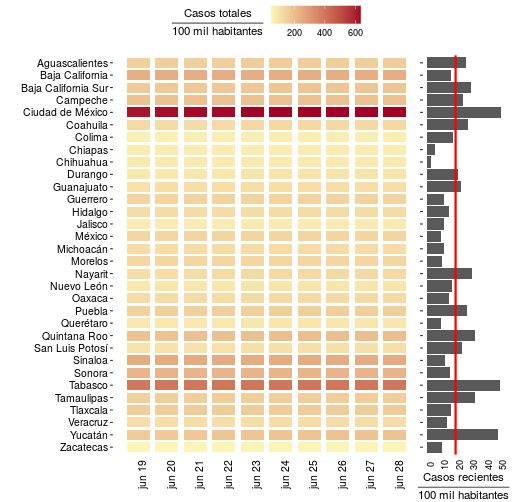 Casos totales
100 mil habitantes
200 400 600
Aguascalientes
Baja California
Baja California Sur
Campeche
Ciudad de México
Coahuila
Colima
Chiapas
Chihuahua
Durango
Guanajuato
Guerrero
Hidalgo
Jalisco
México
Michoacán
Morelos
Nayarit
Nuevo León
Oaxaca
Puebla
Querétaro
Quintana Roo
San Luis Potosí
Sinaloa
Sonora
Tabasco
Tamaulipas
Tlaxcala
Veracruz
Yucatán
Zacatecas
jun 19 jun 20 jun 21 jun 22 jun 23 jun 24 jun 25 jun 26 jun 27 jun 28
0 10 20 30 40 50
Casos recientes
100 mil habitantes